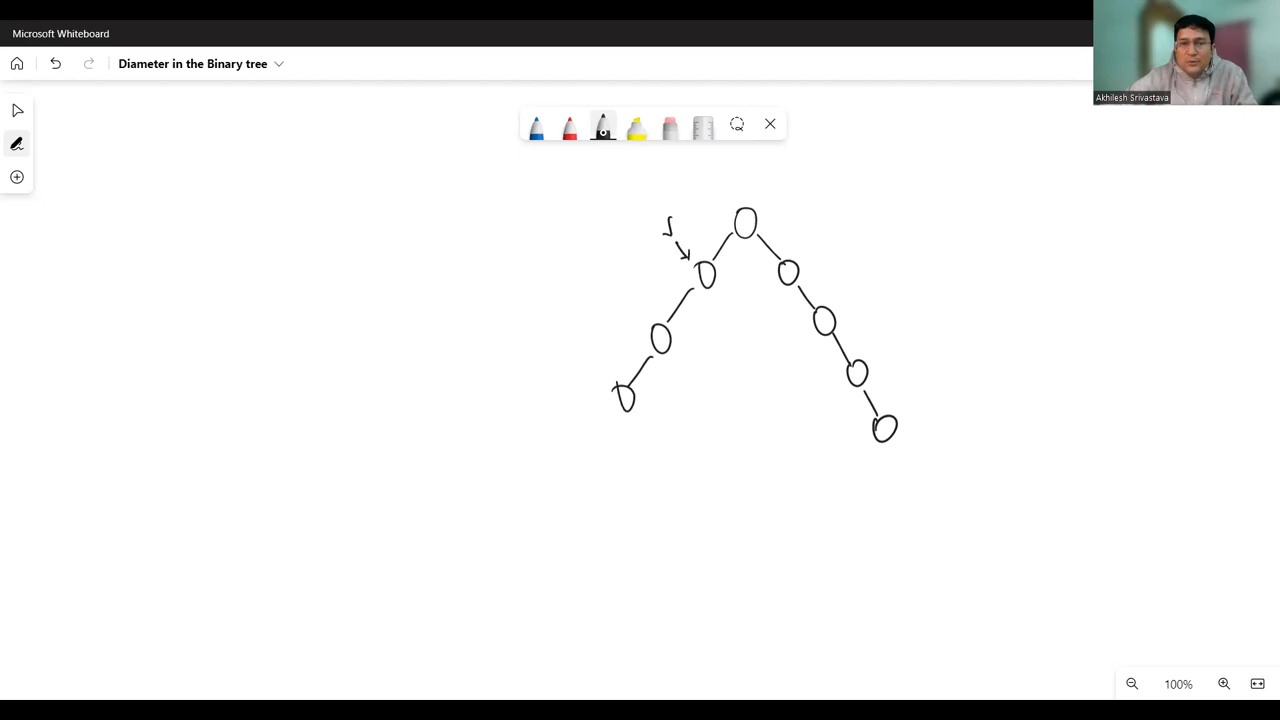 Microsoft Whiteboard
Diameter in the Binary tree
Akhilesh Srivastava
100%